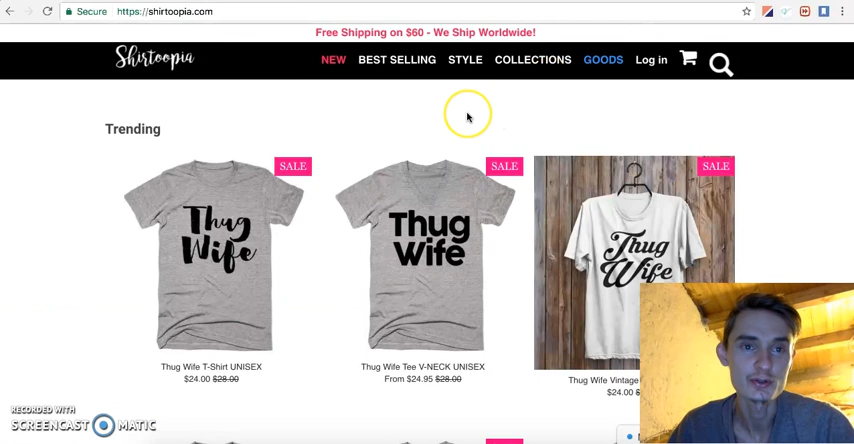 Secure https://shirtoopia.com
Free Shipping on $60 - We Ship Worldwide!
Shirtoopia NEW BEST SELLING STYLE COLLECTIONS GOODS Log in
Trending
SALE SALE SALE
Thug Wife
Thug Wife
Thug Wife
Thug Wife T-Shirt UNISEX Thug Wife Tee V-NECK UNISEX Thug Wife Vintage
$24.00 $28.00 From $24.95 $28.00 $24.00
RECORDED WITH
SCREENCAST MATIC